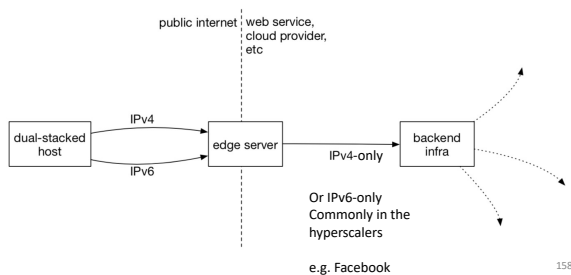 public internet
web service,
cloud provider,
etc
dual-stacked
host
IPv4
IPv6
edge server
IPv4-only
backend
infra
Or IPv6-only
Commonly in the
hyperscalers
e.g. Facebook
158